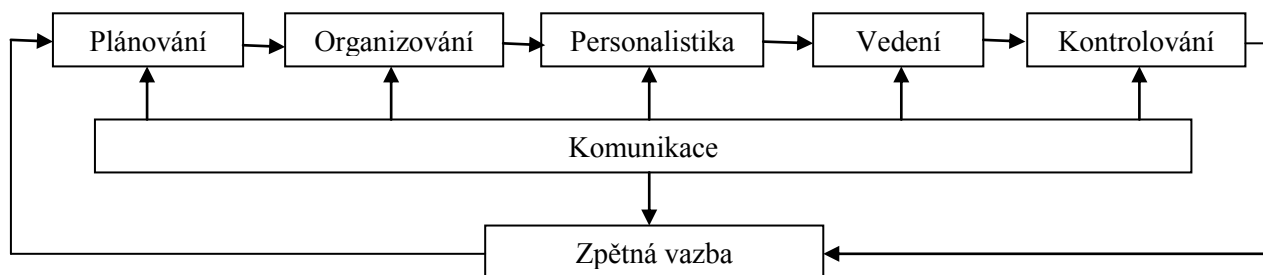 Plánování
Organizování
Personalistika
Vedení
Kontrolování
Komunikace
Zpětná vazba